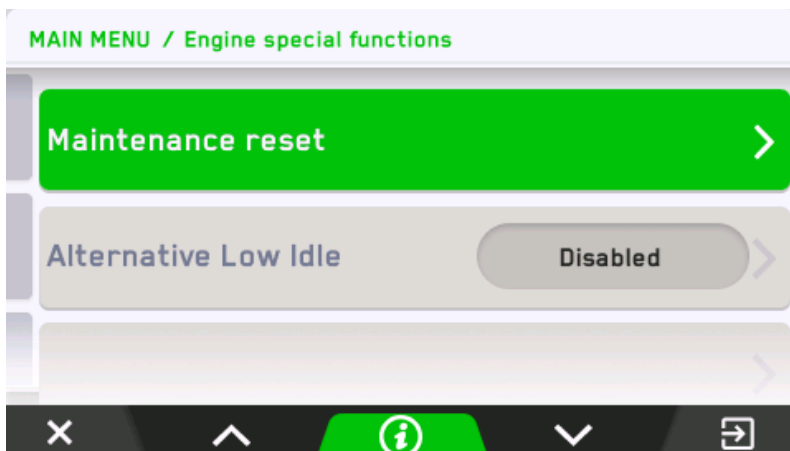 MAIN MENU / Engine special functions
Maintenance reset
Alternative Low Idle
Disabled